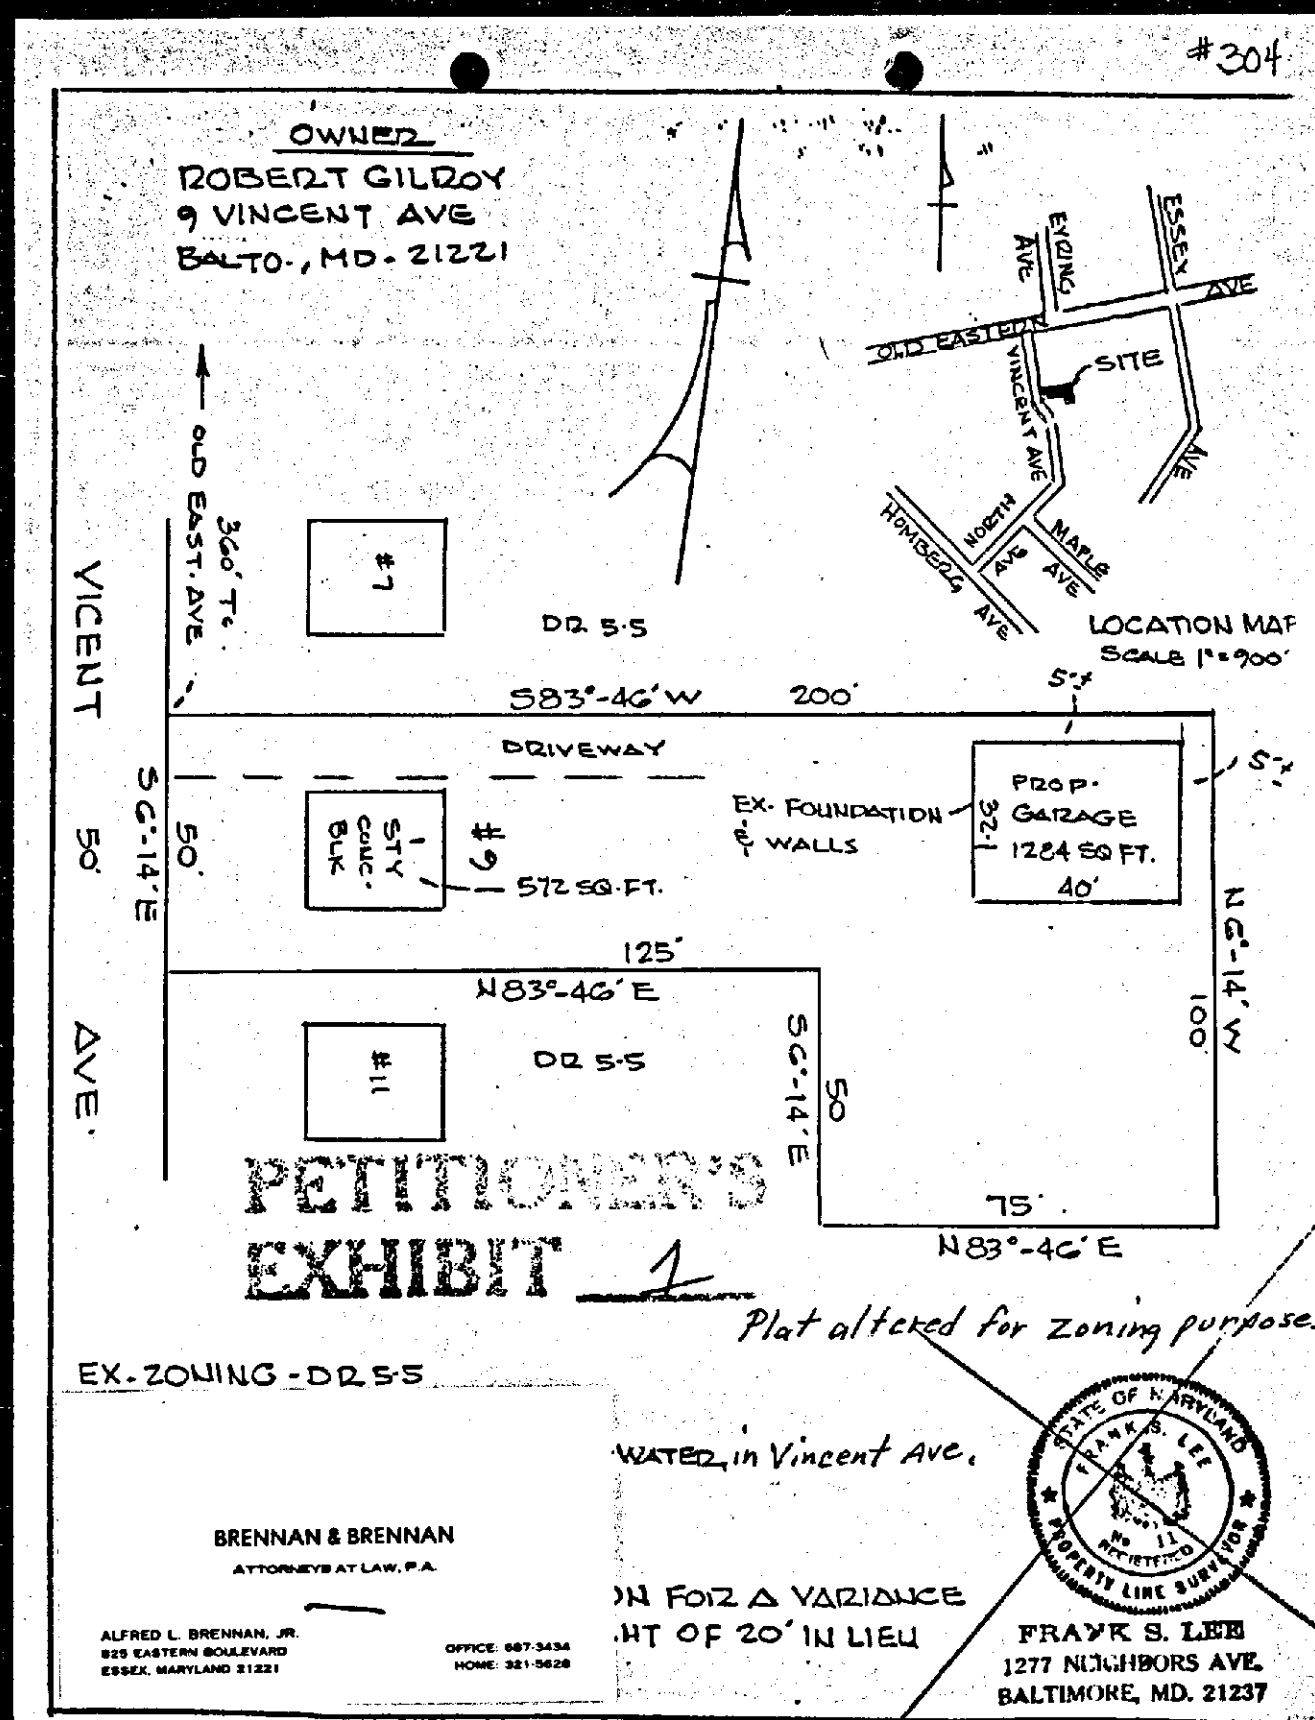 #304
OWNER
ROBERT GILROY
9 VINCENT AVE
BALTO., MD. 21221
EYRING
AVE
ESSEX
AVE
OLD EASTERN
AVE
SITE
VINCENT AVE
NORTH
AVE
MAPLE
AVE
HOMBERG
AVE
LOCATION MAP
SCALE 1"=900'
360' TO
OLD EAST. AVE
#7
DR 5.5
VICENT 50' AVE.
S83°-46'W 200'
5'±
DRIVEWAY
5'±
S6°-14'E
50'
1
STY
CONC.
BLK
#9
572 SQ.FT.
EX. FOUNDATION
& WALLS
PROP.
GARAGE
1284 SQ FT.
32.1
40'
N6°-14'W
100'
125'
N83°-46'E
#11
DR 5.5
S6°-14'E
50
75'
N83°-46'E
PETITIONER'S
EXHIBIT 1
Plat altered for zoning purpose.
EX. ZONING - DR 5.5
WATER in Vincent Ave.
STATE OF MARYLAND
FRANK S. LEE
No 11
REGISTERED
PROPERTY LINE SURVEYOR
BRENNAN & BRENNAN
ATTORNEYS AT LAW, P.A.
ALFRED L. BRENNAN, JR.
825 EASTERN BOULEVARD
ESSEX, MARYLAND 21221
OFFICE: 687-3434
HOME: 321-5628
ON FOR A VARIANCE
HT OF 20' IN LIEU
FRANK S. LEE
1277 NEIGHBORS AVE.
BALTIMORE, MD. 21237